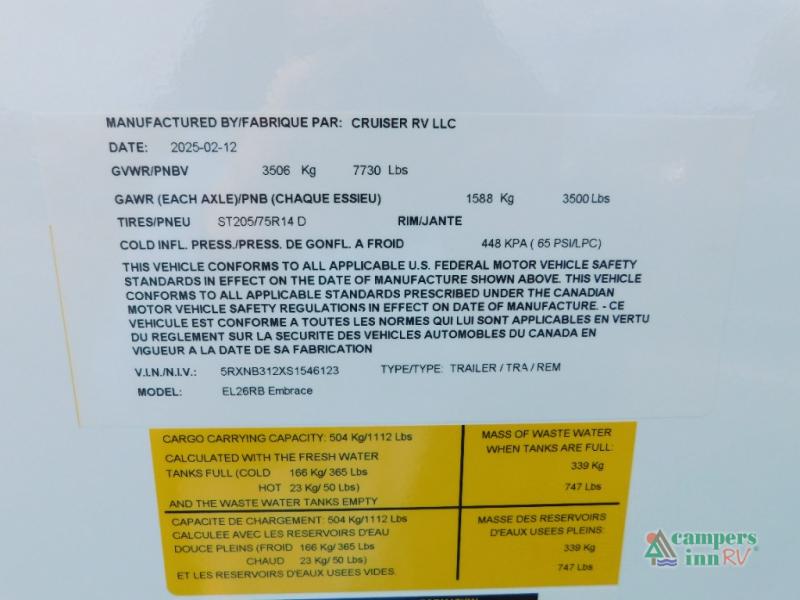 MANUFACTURED BY/FABRIQUE PAR: CRUISER RV LLC
DATE: 2025-02-12
GVWR/PNBV 3506 Kg 7730 Lbs
GAWR (EACH AXLE)/PNB (CHAQUE ESSIEU) 1588 Kg 3500 Lbs
TIRES/PNEU ST205/75R14 D RIM/JANTE
COLD INFL. PRESS./PRESS. DE GONFL. A FROID 448 KPA ( 65 PSI/LPC)
THIS VEHICLE CONFORMS TO ALL APPLICABLE U.S. FEDERAL MOTOR VEHICLE SAFETY
STANDARDS IN EFFECT ON THE DATE OF MANUFACTURE SHOWN ABOVE. THIS VEHICLE
CONFORMS TO ALL APPLICABLE STANDARDS PRESCRIBED UNDER THE CANADIAN
MOTOR VEHICLE SAFETY REGULATIONS IN EFFECT ON DATE OF MANUFACTURE. - CE
VEHICULE EST CONFORME A TOUTES LES NORMES QUI LUI SONT APPLICABLES EN VERTU
DU REGLEMENT SUR LA SECURITE DES VEHICLES AUTOMOBILES DU CANADA EN
VIGUEUR A LA DATE DE SA FABRICATION
V.I.N./N.I.V.: 5RXNB312XS1546123 TYPE/TYPE: TRAILER / TRA / REM
MODEL: EL26RB Embrace
CARGO CARRYING CAPACITY: 504 Kg/1112 Lbs
CALCULATED WITH THE FRESH WATER
TANKS FULL (COLD 166 Kg/ 365 Lbs
HOT 23 Kg/ 50 Lbs)
AND THE WASTE WATER TANKS EMPTY
MASS OF WASTE WATER
WHEN TANKS ARE FULL:
339 Kg
747 Lbs
CAPACITE DE CHARGEMENT: 504 Kg/1112 Lbs
CALCULEE AVEC LES RESERVOIRS D'EAU
DOUCE PLEINS (FROID 166 Kg/ 365 Lbs
CHAUD 23 Kg/ 50 Lbs)
ET LES RESERVOIRS D'EAU USEES VIDES.
MASSE DES RESERVOIRS
D'EAUX USEES PLEINS:
339 Kg
747 Lbs
campers
inn RV®